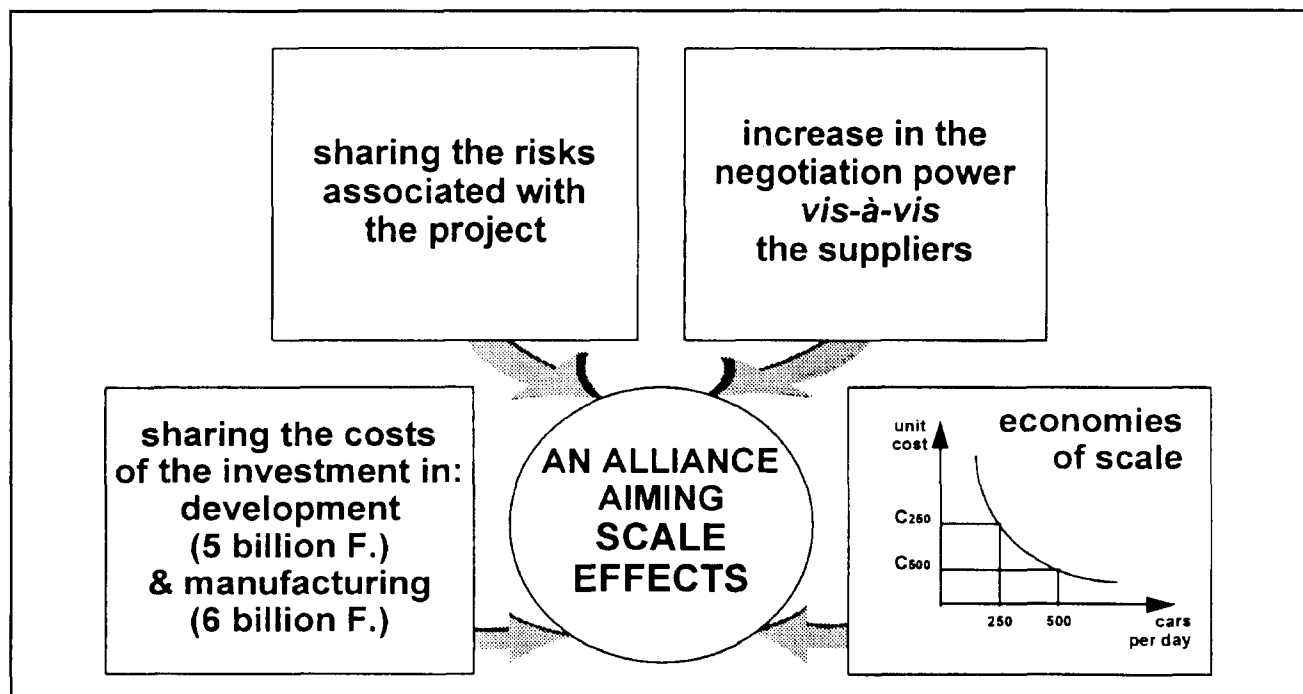 sharing the risks
associated with
the project
increase in the
negotiation power
vis-à-vis
the suppliers
sharing the costs
of the investment in:
development
(5 billion F.)
& manufacturing
(6 billion F.)
AN ALLIANCE
AIMING
SCALE
EFFECTS
economies
of scale
unit
cost
C250
C500
250 500
cars
per day